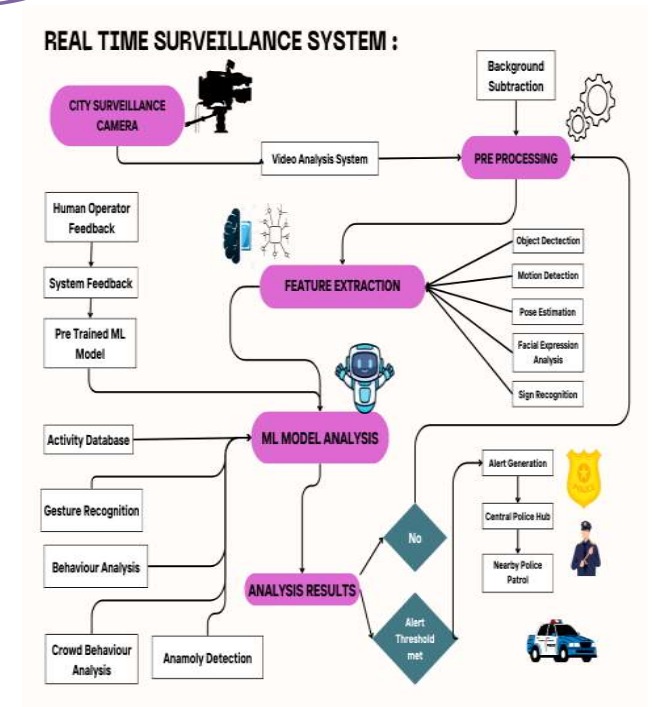 REAL TIME SURVEILLANCE SYSTEM :
Background
Subtraction
CITY SURVEILLANCE
CAMERA
Video Analysis System
PRE PROCESSING
Human Operator
Feedback
System Feedback
Pre Trained ML
Model
FEATURE EXTRACTION
Object Dectection
Motion Detection
Pose Estimation
Facial Expression
Analysis
Sign Recognition
ML MODEL ANALYSIS
Activity Database
Gesture Recognition
Behaviour Analysis
Crowd Behaviour
Analysis
Anamoly Detection
ANALYSIS RESULTS
No
Alert
Threshold
met
Alert Generation
Central Police Hub
Nearby Police
Patrol
POLICE